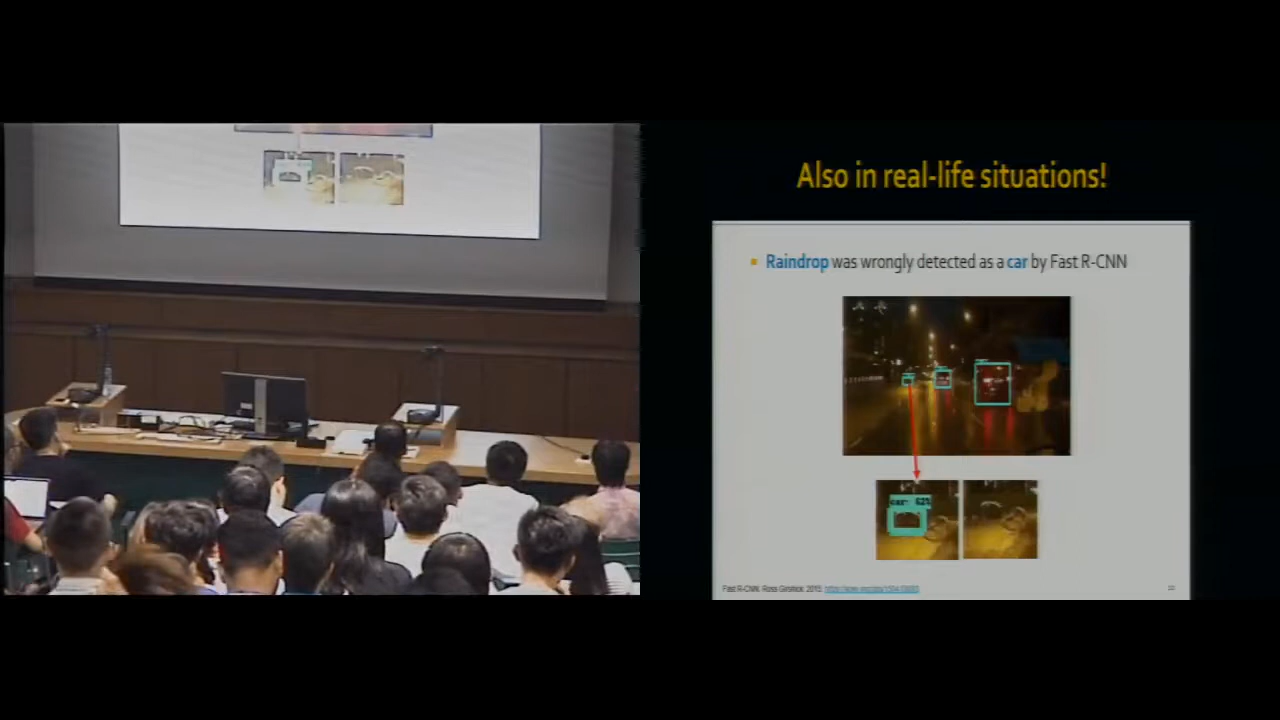 Also in real-life situations!
Raindrop was wrongly detected as a car by Fast R-CNN
Fast R-CNN, Ross Girshick, 2015,